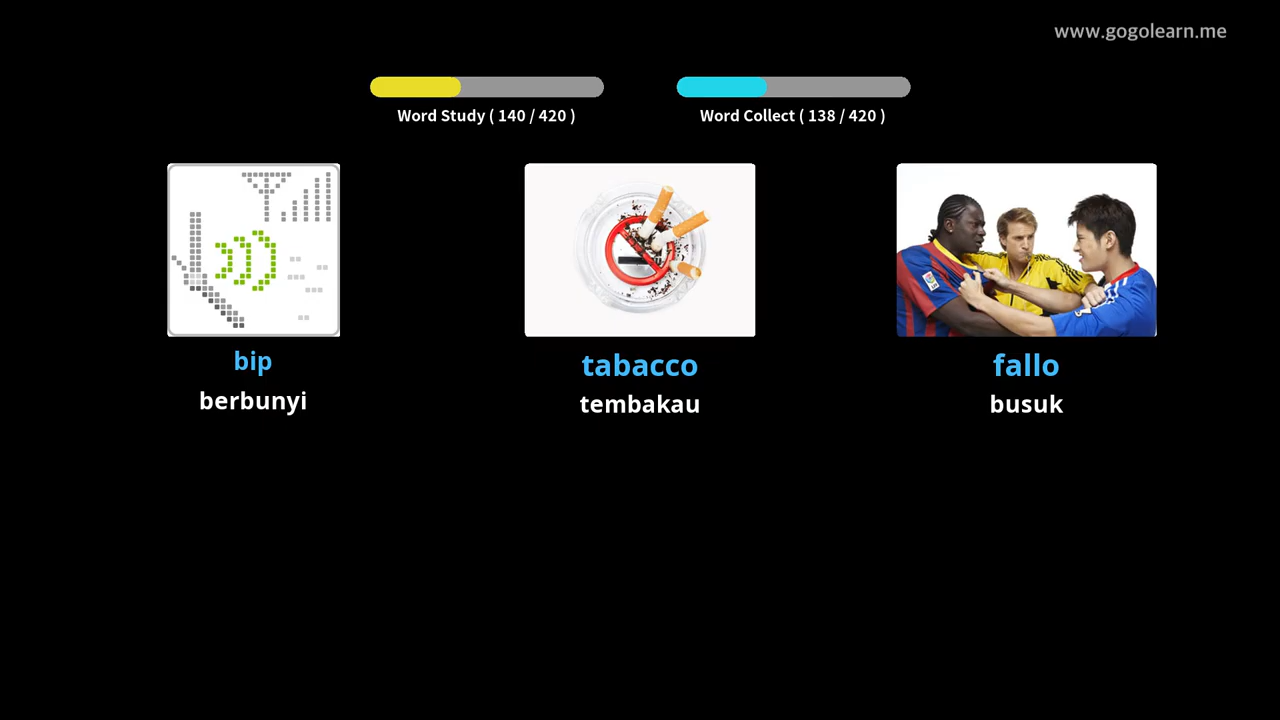 www.gogolearn.me
Word Study ( 140 / 420 )
Word Collect ( 138 / 420 )
bip
berbunyi
tabacco
tembakau
fallo
busuk